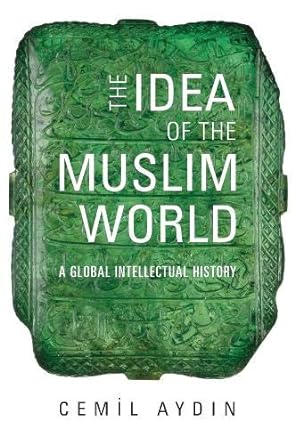 THE IDEA
OF THE
MUSLIM
WORLD
A GLOBAL INTELLECTUAL HISTORY
CEMİL AYDIN